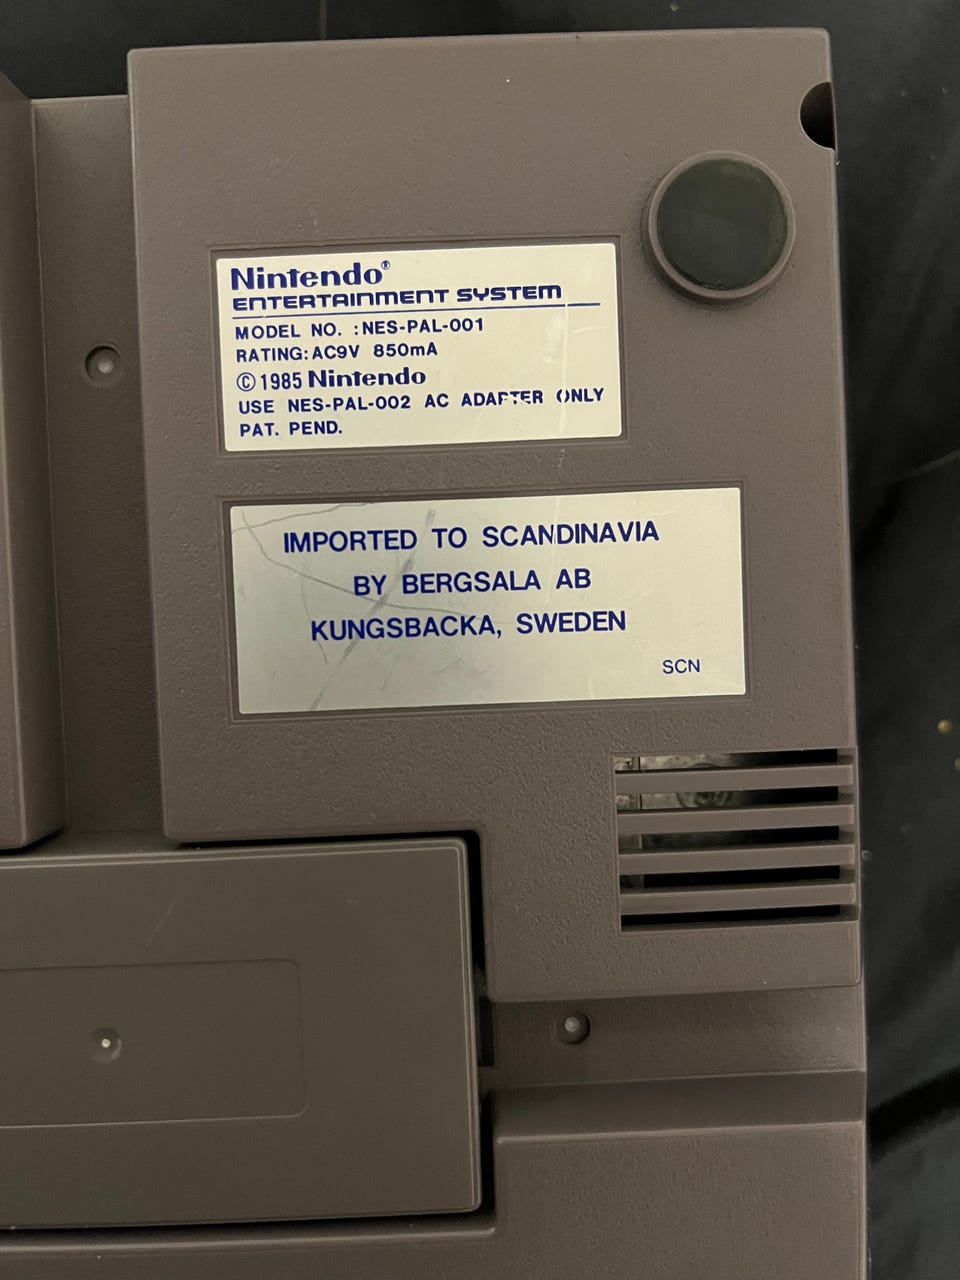 Nintendo®
ENTERTAINMENT SYSTEM
MODEL NO. :NES-PAL-001
RATING:AC9V 850mA
© 1985 Nintendo
USE NES-PAL-002 AC ADAPTER ONLY
PAT. PEND.
IMPORTED TO SCANDINAVIA
BY BERGSALA AB
KUNGSBACKA, SWEDEN
SCN